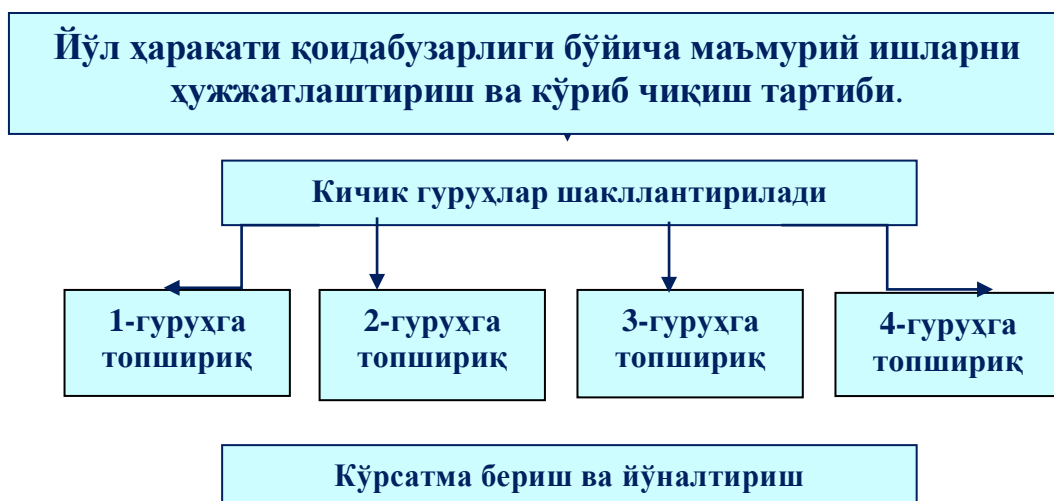 Йўл ҳаракати қоидабузарлиги бўйича маъмурий ишларни
ҳужжатлаштириш ва кўриб чиқиш тартиби.
Кичик гуруҳлар шакллантирилади
1-гуруҳга
топшириқ
2-гуруҳга
топшириқ
3-гуруҳга
топшириқ
4-гуруҳга
топшириқ
Кўрсатма бериш ва йўналтириш